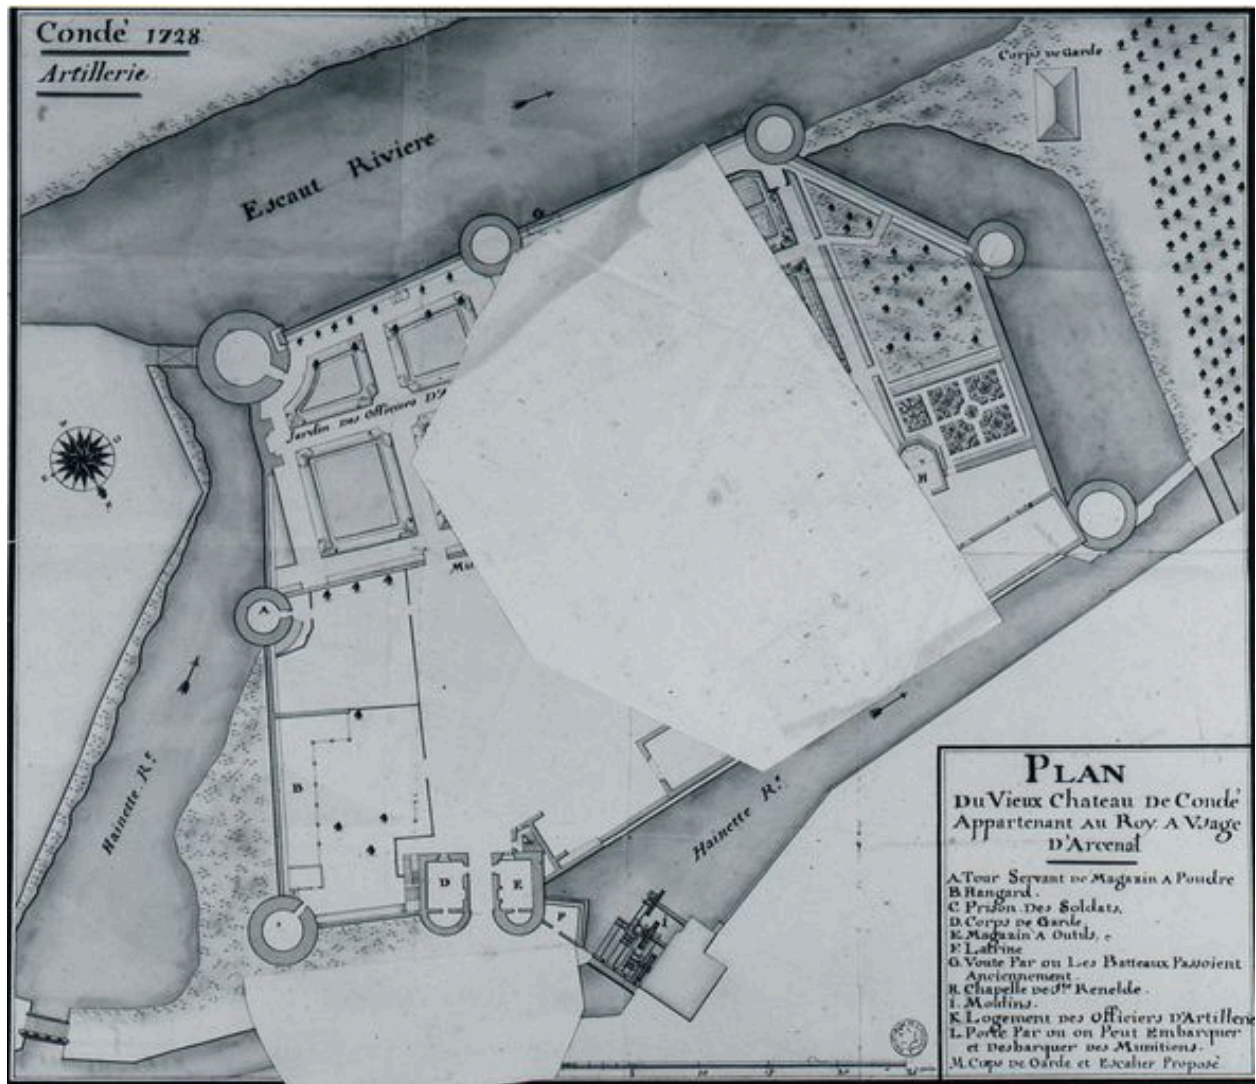 Condé 1728
Artillerie
Corps de Garde
Escaut Riviere
G
Jardin des Officiers D'A
Mu
A
H
B
D
E
F
I
Hainette R.
Hainette R.
PLAN
Du Vieux Chateau De Condé
Appartenant Au Roy A Vsage
D'Arcenal
A. Tour Servant de Magazin A Poudre
B Hangard.
C Prison Des Soldats,
D. Corps de Garde
E. Magazin A Outils,
F. Latrine
G. Voute Par ou Les Batteaux Passoient
Anciennement.
H. Chapelle de Ste. Renelde.
I. Moulins.
K Logement des Officiers D'Artillerie
L. Porte Par ou on Peut Embarquer
et Desbarquer des Munitions.
M. Cops de Garde et Escalier Proposé